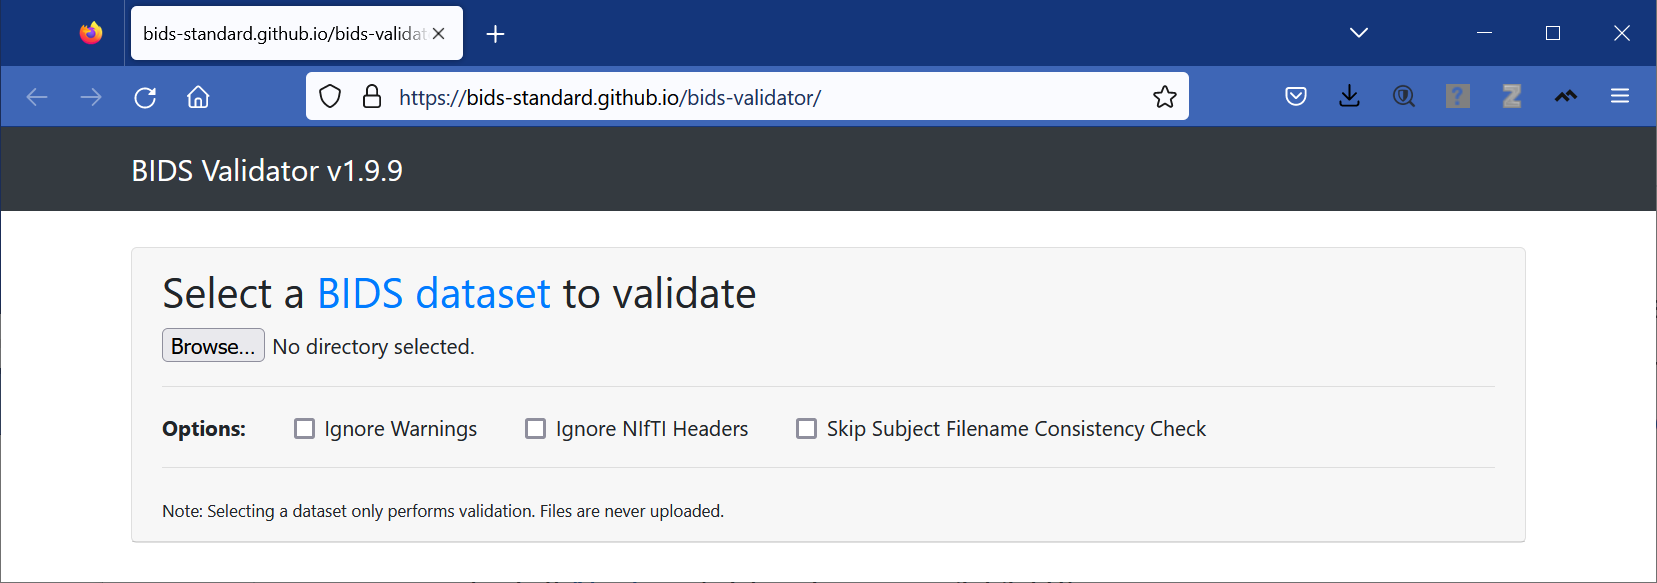 bids-standard.github.io/bids-validat
https://bids-standard.github.io/bids-validator/
BIDS Validator v1.9.9
Select a BIDS dataset to validate
Browse... No directory selected.
Options: Ignore Warnings Ignore NIfTI Headers Skip Subject Filename Consistency Check
Note: Selecting a dataset only performs validation. Files are never uploaded.